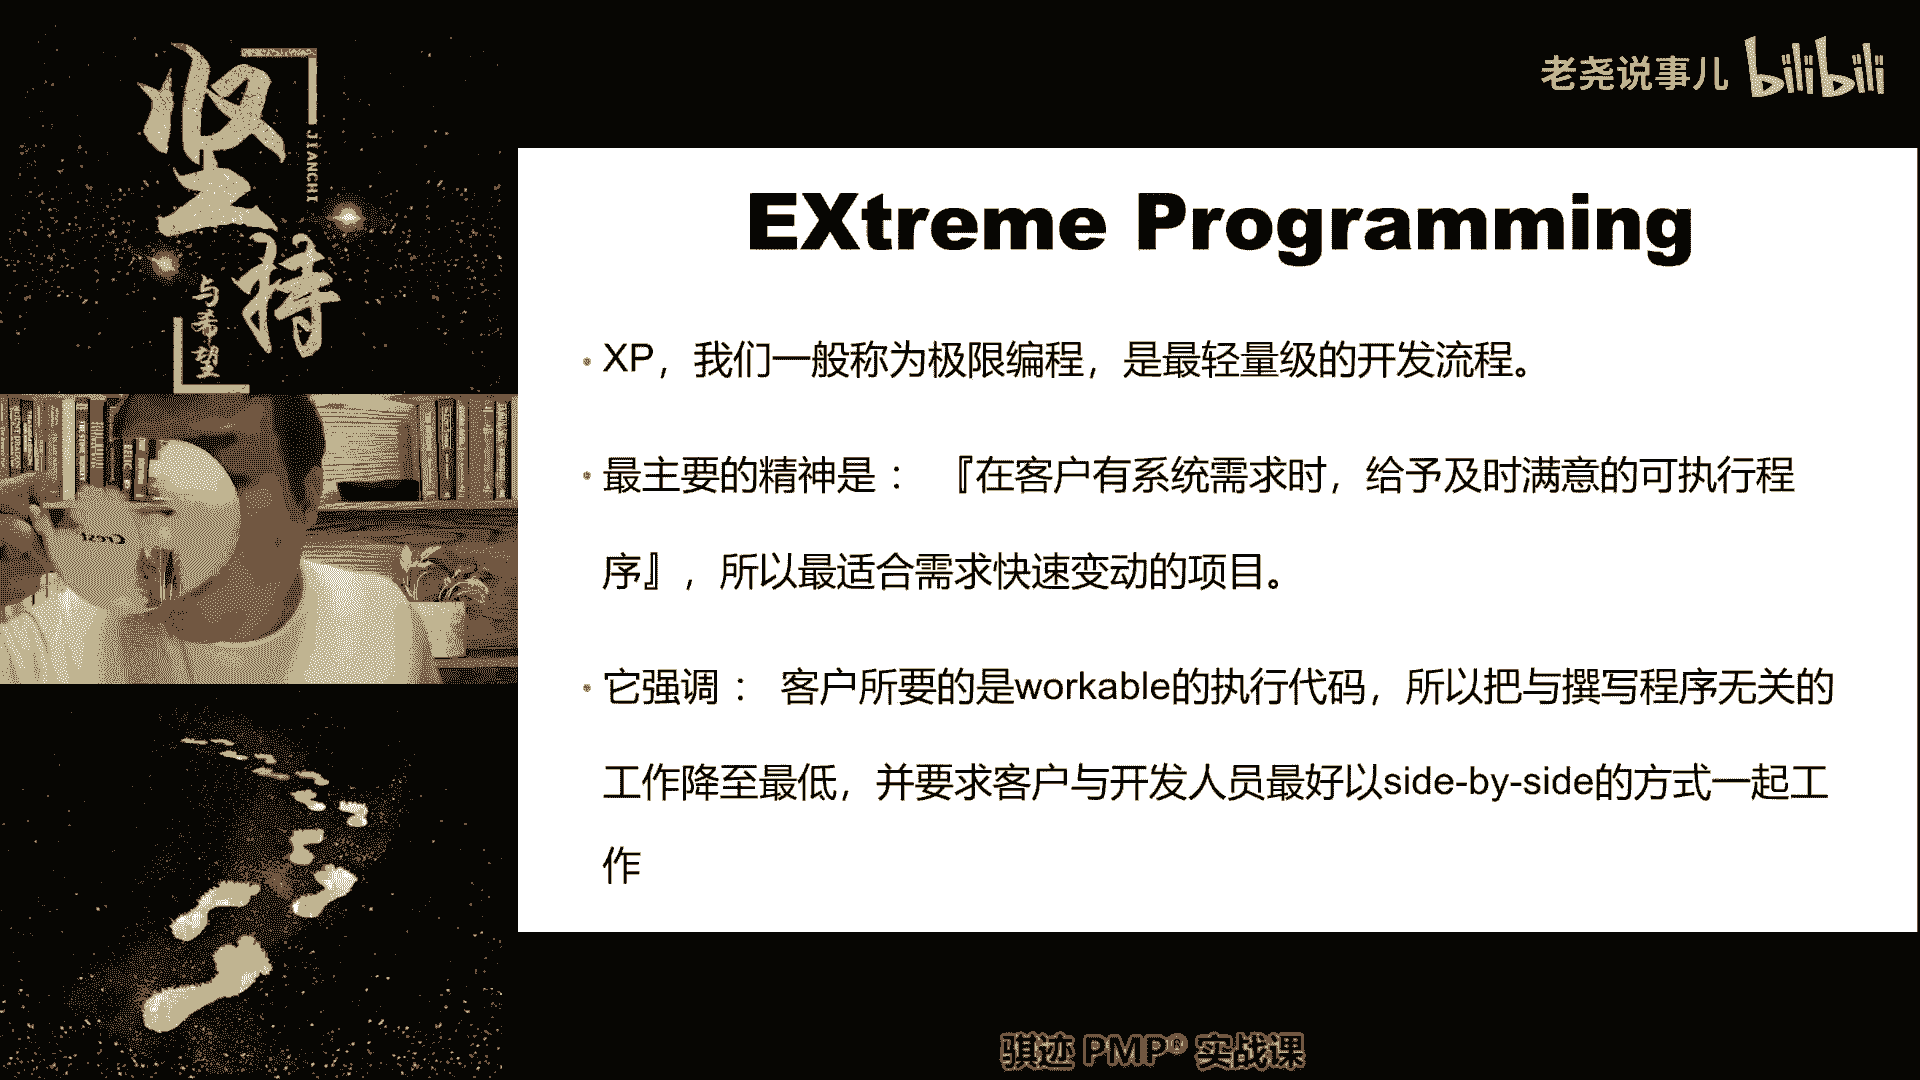 坚持
JIANCHI
与希望
老尧说事儿 bilibili
EXtreme Programming
• XP，我们一般称为极限编程，是最轻量级的开发流程。
• 最主要的精神是： 『在客户有系统需求时，给予及时满意的可执行程
序』，所以最适合需求快速变动的项目。
• 它强调： 客户所要的是workable的执行代码，所以把与撰写程序无关的
工作降至最低，并要求客户与开发人员最好以side-by-side的方式一起工
作
Crest
骐迹 PMP® 实战课